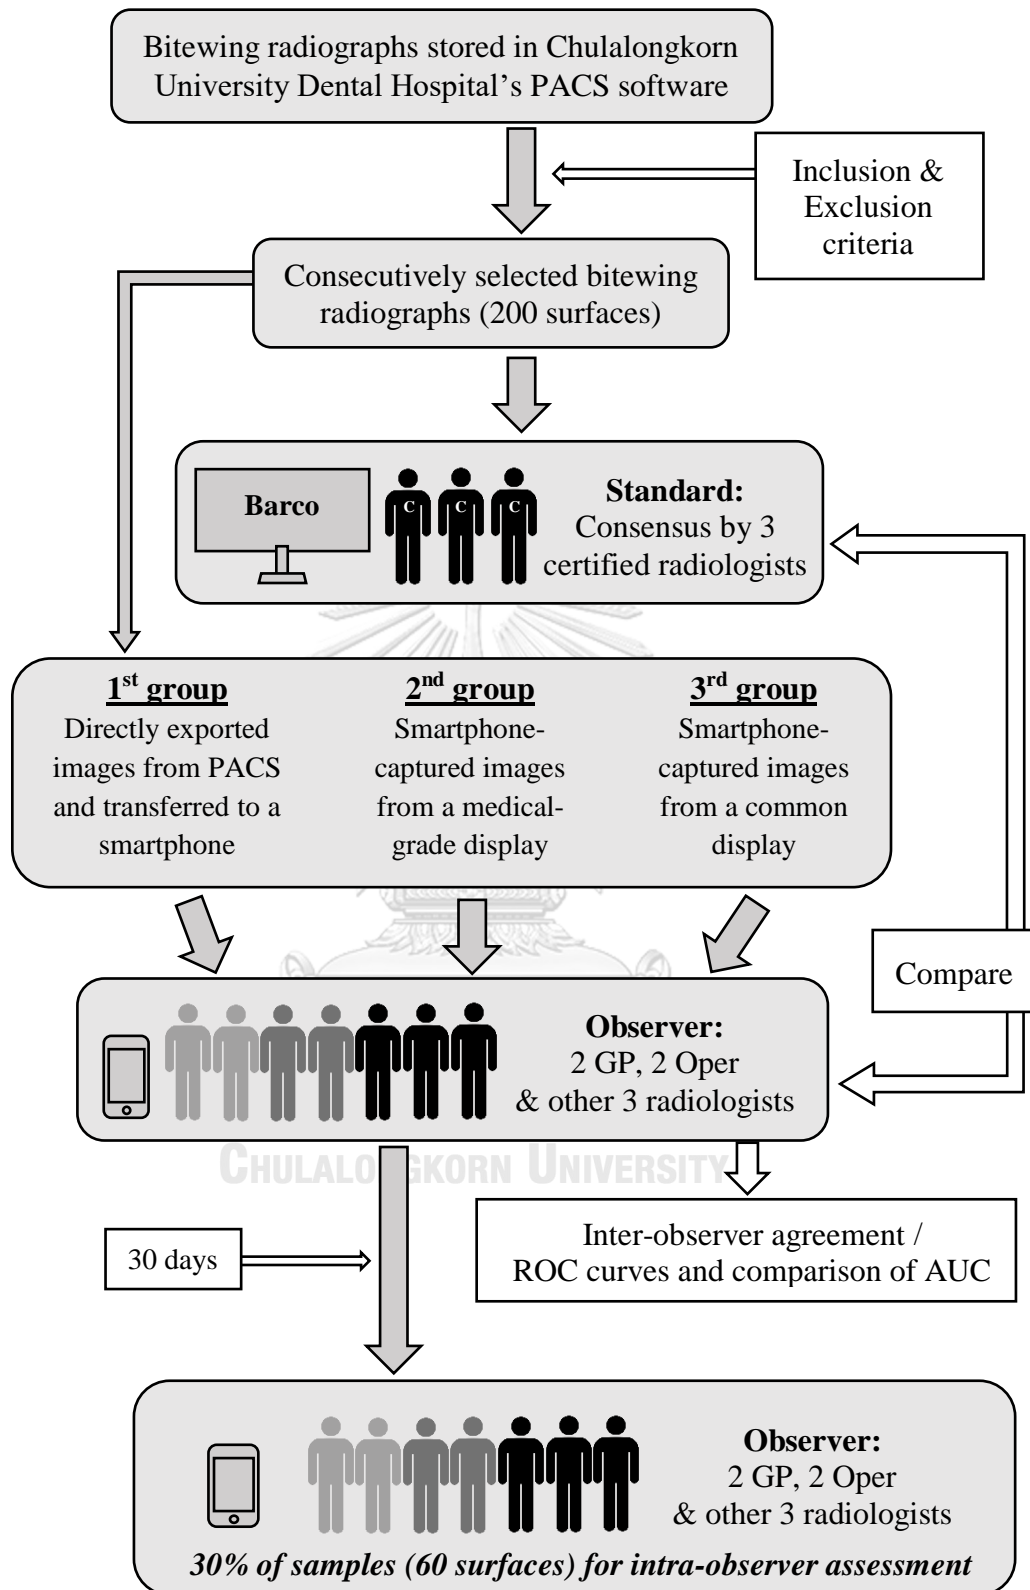 Bitewing radiographs stored in Chulalongkorn
University Dental Hospital's PACS software
Inclusion &
Exclusion
criteria
Consecutively selected bitewing
radiographs (200 surfaces)
Barco
C C C
Standard:
Consensus by 3
certified radiologists
1st group
Directly exported
images from PACS
and transferred to a
smartphone
2nd group
Smartphone-
captured images
from a medical-
grade display
3rd group
Smartphone-
captured images
from a common
display
Compare
Observer:
2 GP, 2 Oper
& other 3 radiologists
CHULALONGKORN UNIVERSITY
30 days
Inter-observer agreement /
ROC curves and comparison of AUC
Observer:
2 GP, 2 Oper
& other 3 radiologists
30% of samples (60 surfaces) for intra-observer assessment